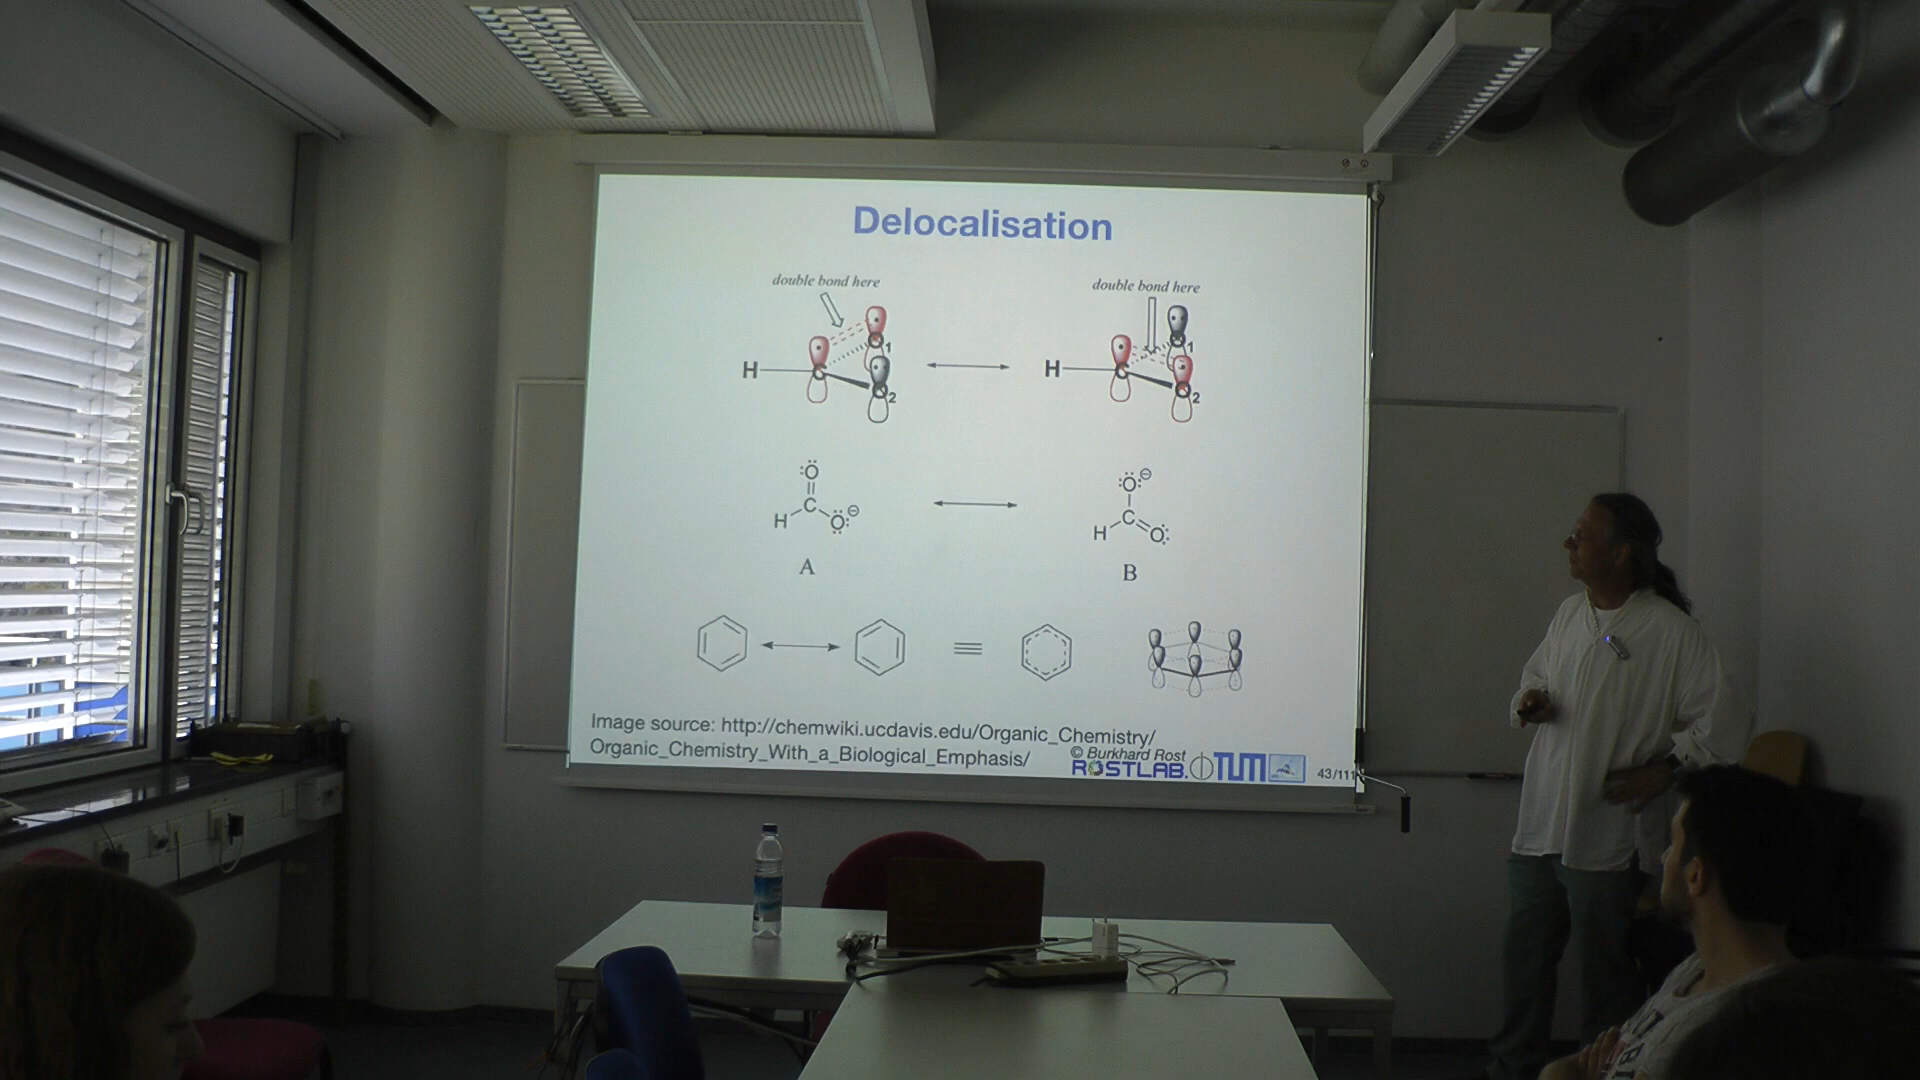 Delocalisation
double bond here
double bond here
H C O 1 O 2
H C O 1 O 2
:Ö
C
H Ö:⊖
:Ö:⊖
C
H O:
A
B
Image source: http://chemwiki.ucdavis.edu/Organic_Chemistry/
Organic_Chemistry_With_a_Biological_Emphasis/
© Burkhard Rost
ROSTLAB. TUM
43/111